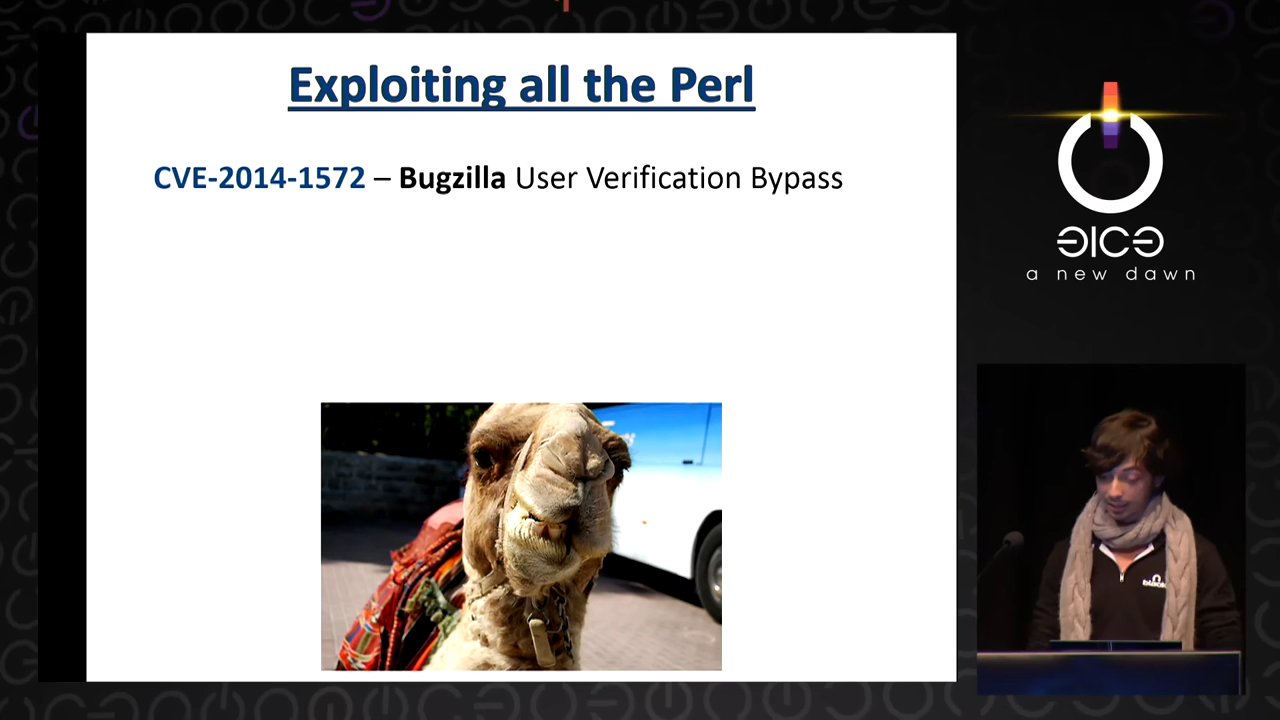 Exploiting all the Perl
CVE-2014-1572 – Bugzilla User Verification Bypass
a new dawn